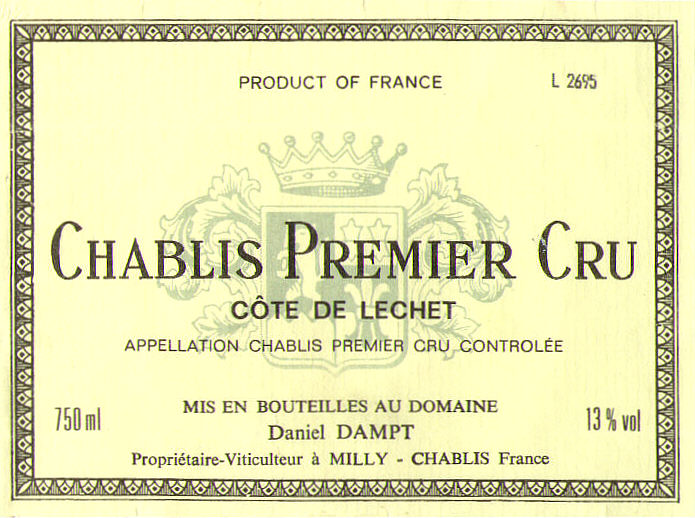 PRODUCT OF FRANCE L 2695
CHABLIS PREMIER CRU
CÔTE DE LECHET
APPELLATION CHABLIS PREMIER CRU CONTROLÉE
MIS EN BOUTEILLES AU DOMAINE
750 ml Daniel DAMPT 13 % vol
Propriétaire-Viticulteur à MILLY - CHABLIS France